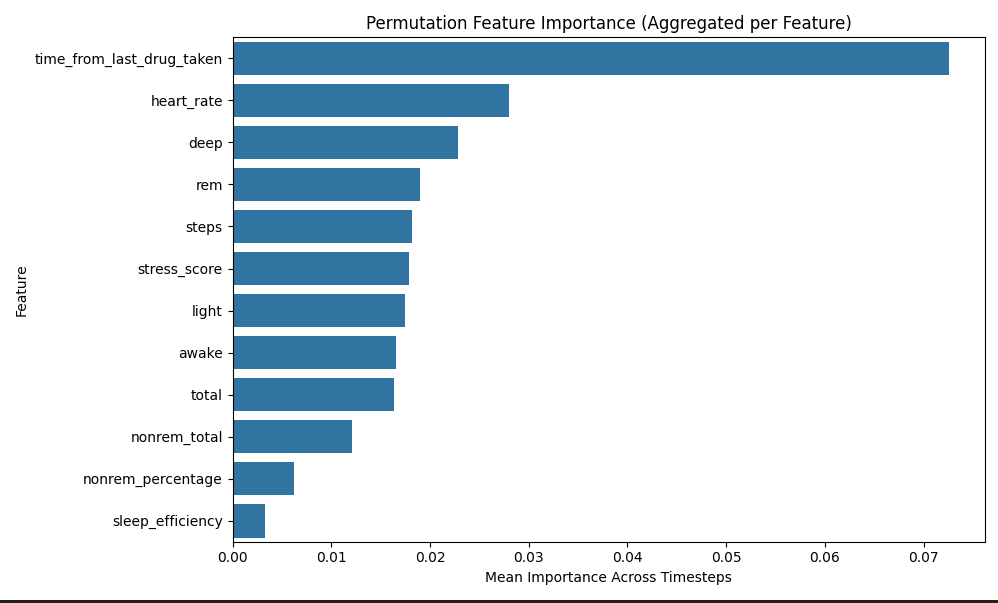 Permutation Feature Importance (Aggregated per Feature)
time_from_last_drug_taken
heart_rate
deep
rem
steps
stress_score
light
awake
total
nonrem_total
nonrem_percentage
sleep_efficiency
Feature
0.00 0.01 0.02 0.03 0.04 0.05 0.06 0.07
Mean Importance Across Timesteps